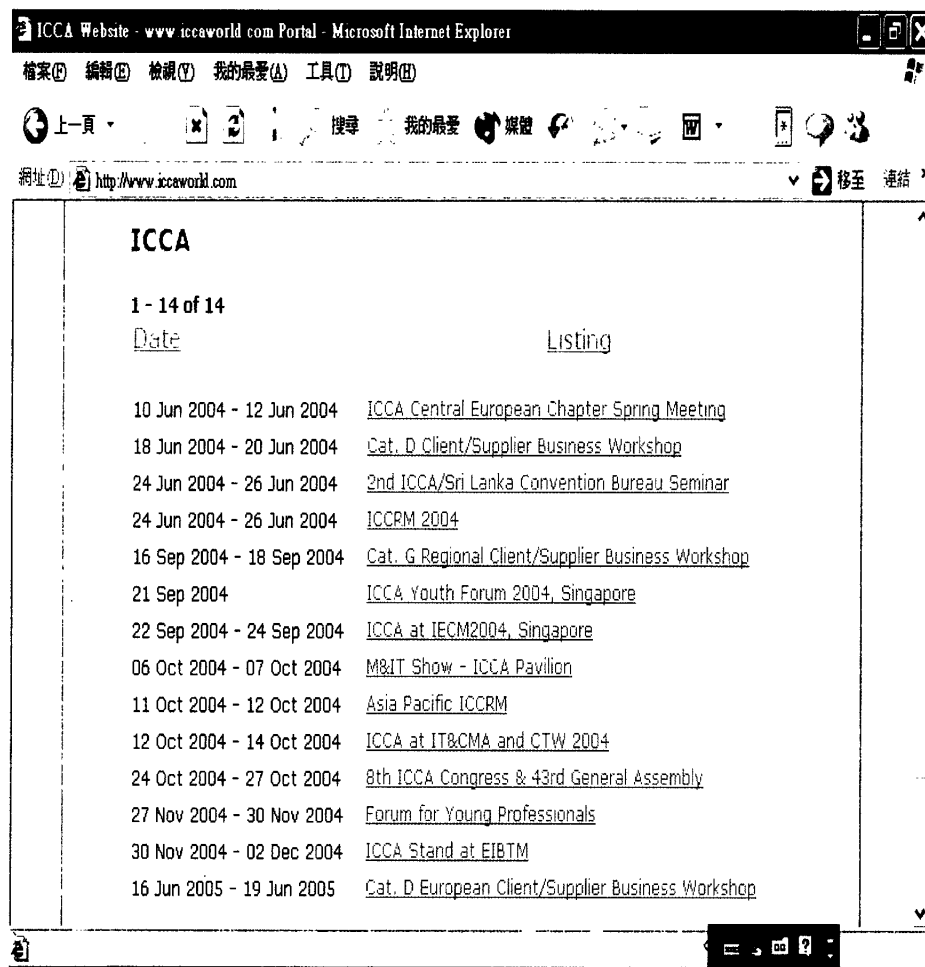 ICCA Website - www iccaworld com Portal - Microsoft Internet Explorer
檔案(F) 編輯(E) 檢視(V) 我的最愛(A) 工具(T) 說明(H)
上一頁 搜尋 我的最愛 媒體
網址(D) http://www.iccaworld.com 移至 連結
ICCA
1 - 14 of 14
Date Listing
10 Jun 2004 - 12 Jun 2004 ICCA Central European Chapter Spring Meeting
18 Jun 2004 - 20 Jun 2004 Cat. D Client/Supplier Business Workshop
24 Jun 2004 - 26 Jun 2004 2nd ICCA/Sri Lanka Convention Bureau Seminar
24 Jun 2004 - 26 Jun 2004 ICCRM 2004
16 Sep 2004 - 18 Sep 2004 Cat. G Regional Client/Supplier Business Workshop
21 Sep 2004 ICCA Youth Forum 2004, Singapore
22 Sep 2004 - 24 Sep 2004 ICCA at IECM2004, Singapore
06 Oct 2004 - 07 Oct 2004 M&IT Show - ICCA Pavilion
11 Oct 2004 - 12 Oct 2004 Asia Pacific ICCRM
12 Oct 2004 - 14 Oct 2004 ICCA at IT&CMA and CTW 2004
24 Oct 2004 - 27 Oct 2004 8th ICCA Congress & 43rd General Assembly
27 Nov 2004 - 30 Nov 2004 Forum for Young Professionals
30 Nov 2004 - 02 Dec 2004 ICCA Stand at EIBTM
16 Jun 2005 - 19 Jun 2005 Cat. D European Client/Supplier Business Workshop